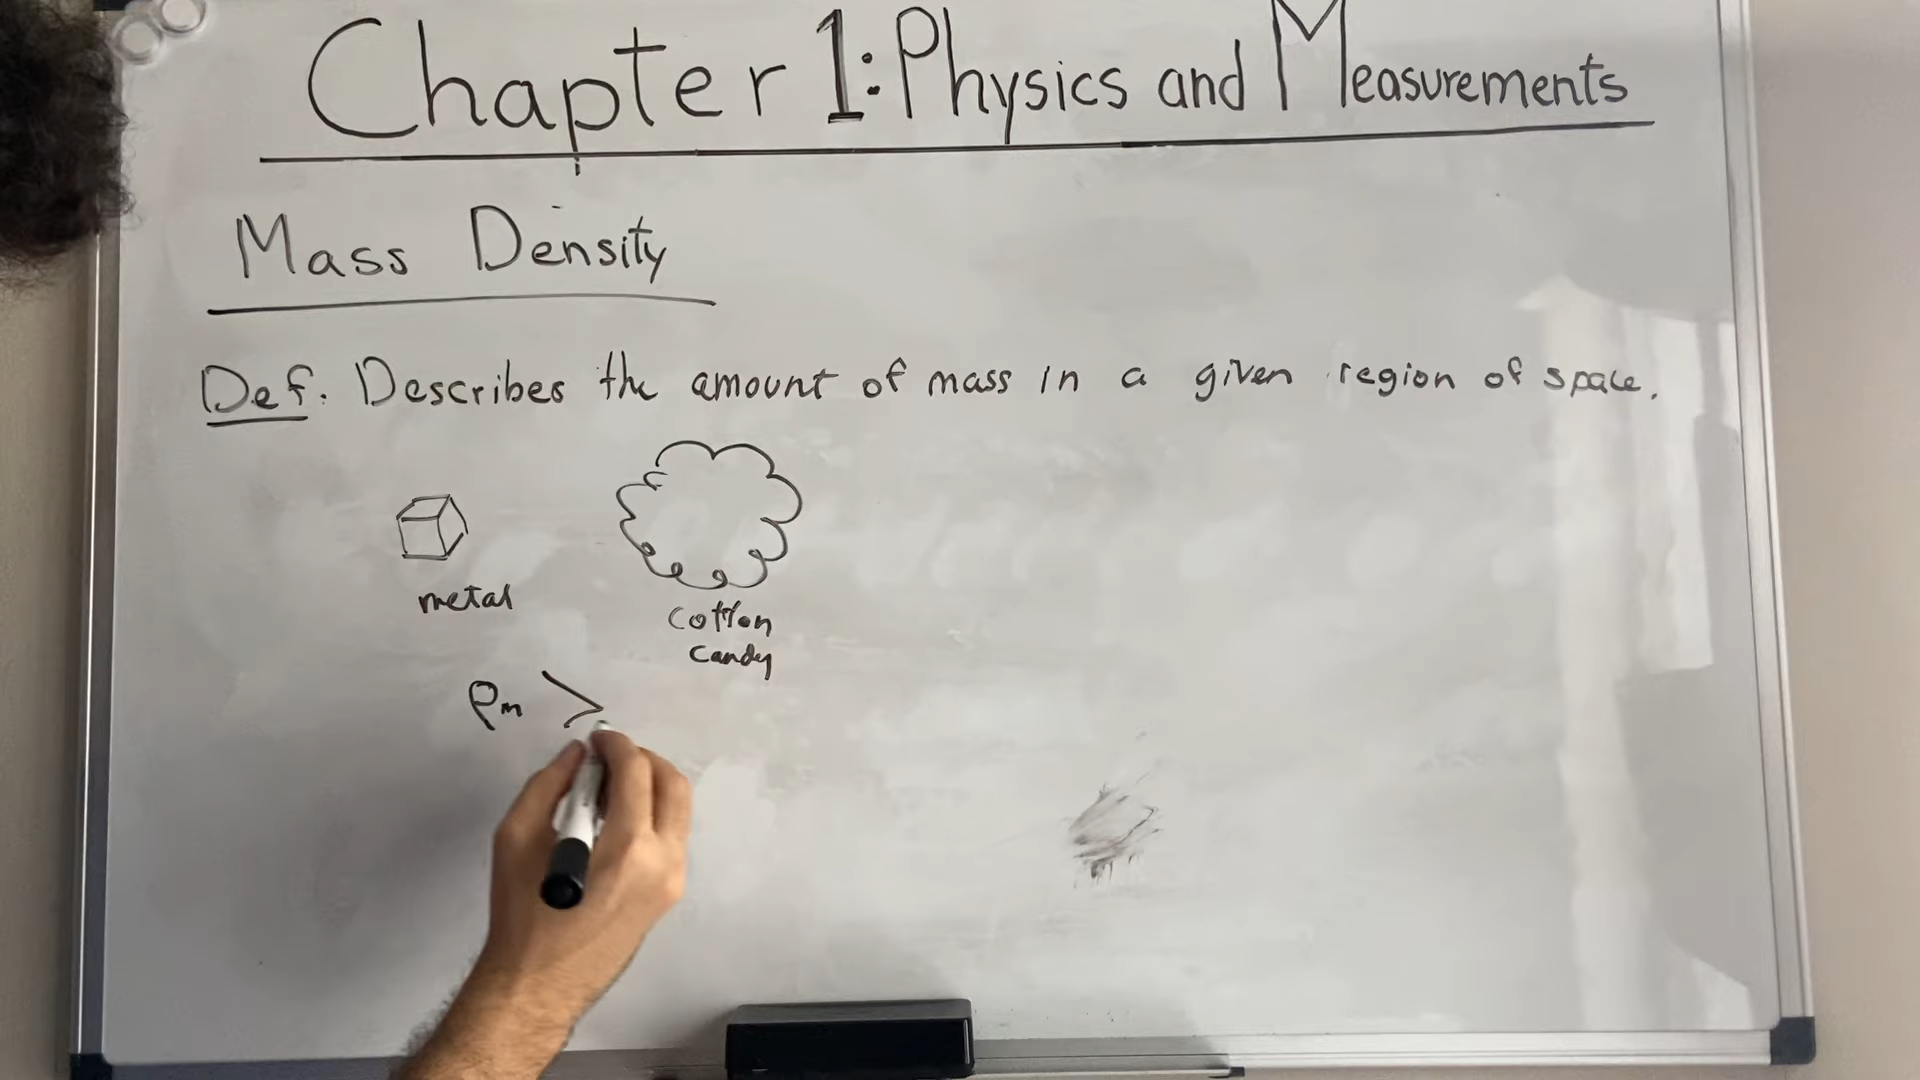 Chapter 1: Physics and Measurements
Mass Density
Def. Describes the amount of mass in a given region of space.
metal
cotton
candy
ρm >